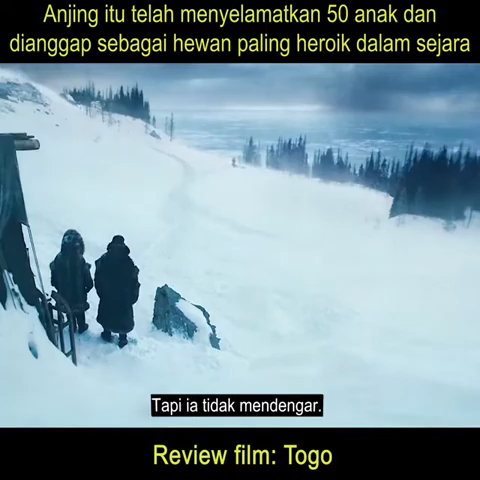 Anjing itu telah menyelamatkan 50 anak dan
dianggap sebagai hewan paling heroik dalam sejara
Tapi ia tidak mendengar.
Review film: Togo